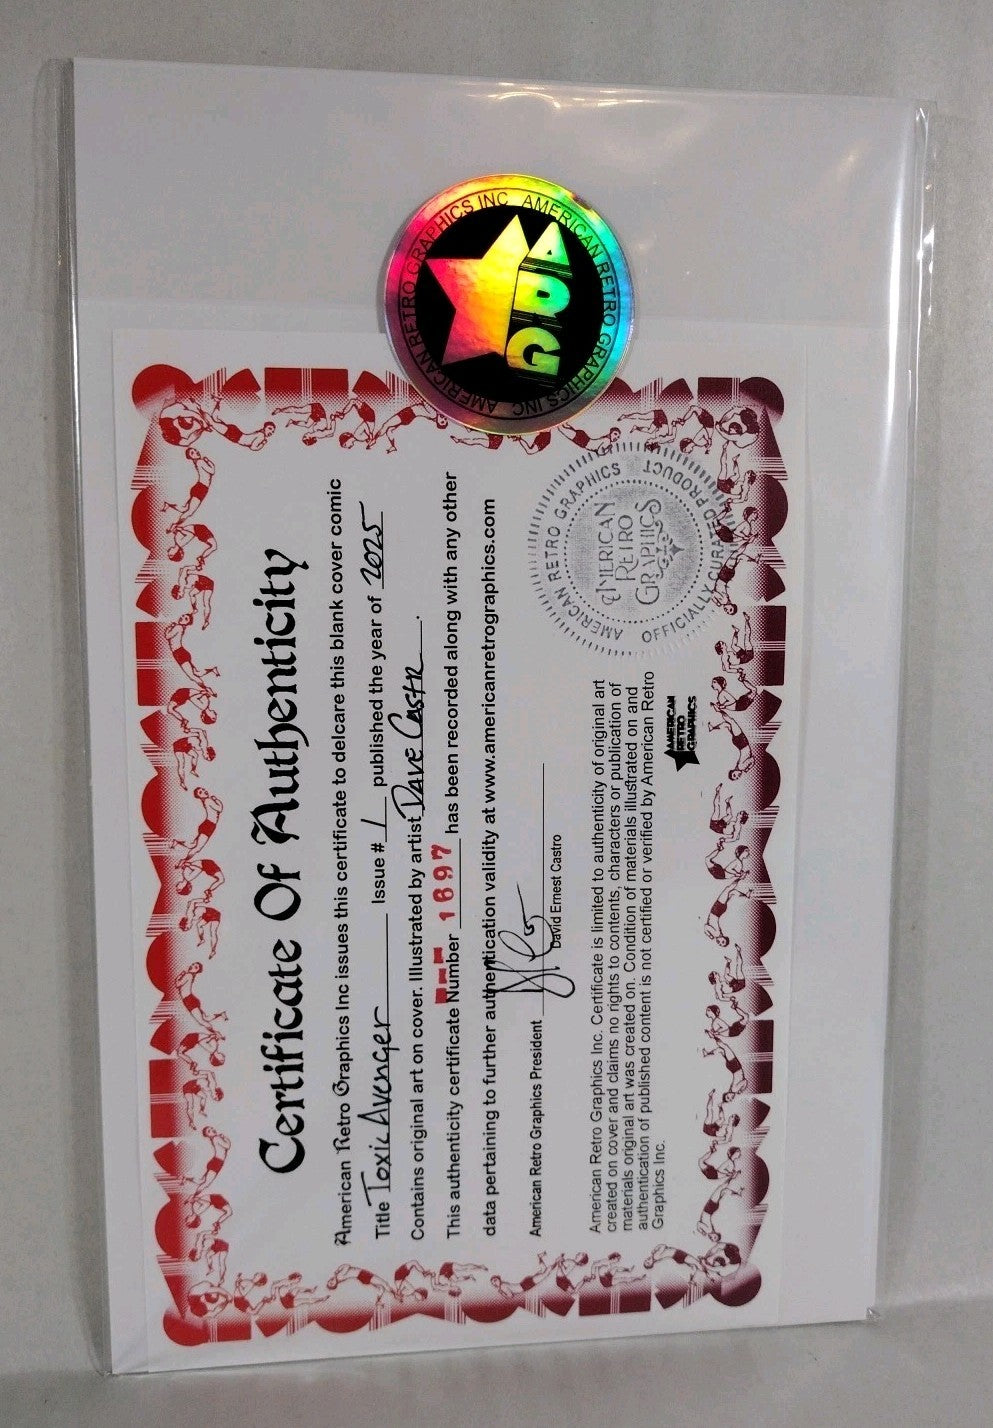 AMERICAN RETRO GRAPHICS INC AMERICAN RETRO GRAPHICS INC
Certificate Of Authenticity
American Retro Graphics Inc issues this certificate to delcare this blank cover comic
Title Toxic Avenger Issue # 1 published the year of 2025
Contains original art on cover. Illustrated by artist Dave Castr.
This authenticity certificate Number 1697 has been recorded along with any other
data pertaining to further authentication validity at www.americanretrographics.com
American Retro Graphics President
David Ernest Castro
AMERICAN RETRO GRAPHICS OFFICIALLY CURATED PRODUCT
AMERICAN
RETRO
GRAPHICS
American Retro Graphics Inc. Certificate is limited to authenticity of original art
created on cover and claims no rights to contents, characters or publication of
materials original art was created on. Condition of materials illustrated on and
authentication of published content is not certified or verified by American Retro
Graphics Inc.
AMERICAN
RETRO
GRAPHICS